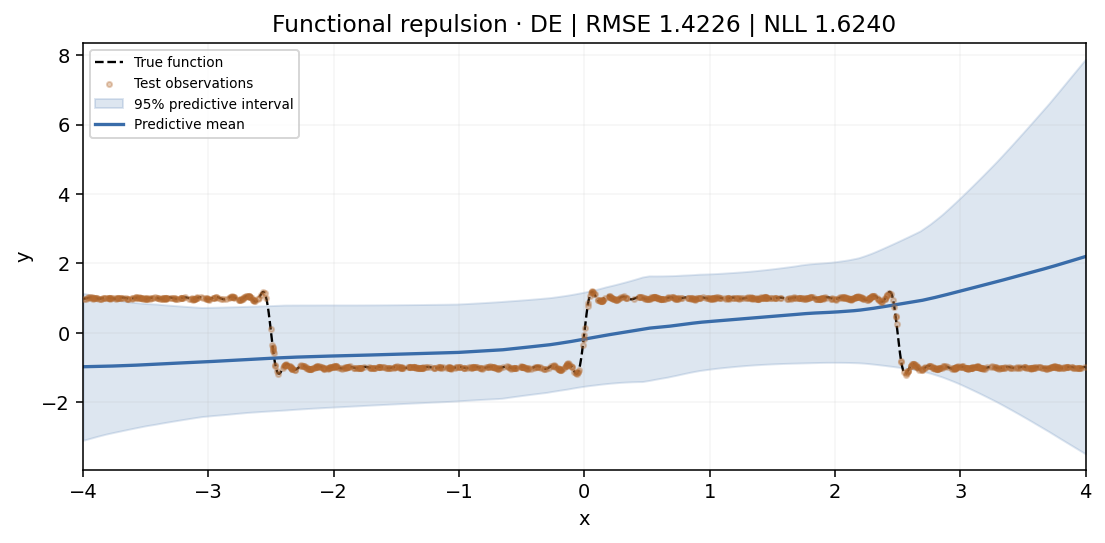 Functional repulsion · DE | RMSE 1.4226 | NLL 1.6240
True function
Test observations
95% predictive interval
Predictive mean
y
8
6
4
2
0
−2
−4 −3 −2 −1 0 1 2 3 4
x